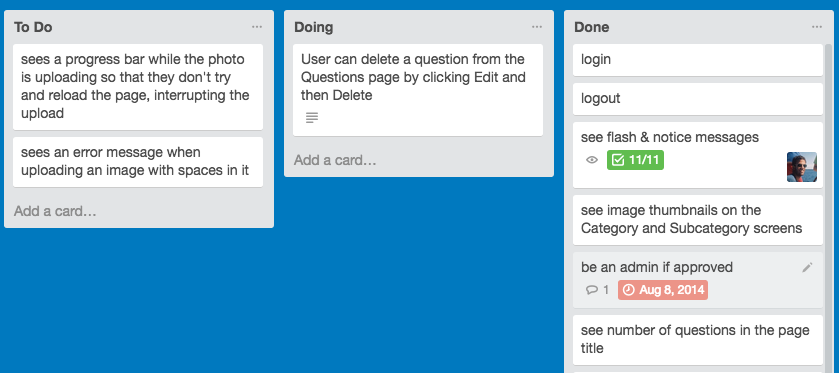 To Do
sees a progress bar while the photo
is uploading so that they don't try
and reload the page, interrupting the
upload
sees an error message when
uploading an image with spaces in it
Add a card…
Doing
User can delete a question from the
Questions page by clicking Edit and
then Delete
Add a card…
Done
login
logout
see flash & notice messages
11/11
see image thumbnails on the
Category and Subcategory screens
be an admin if approved
1 Aug 8, 2014
see number of questions in the page
title